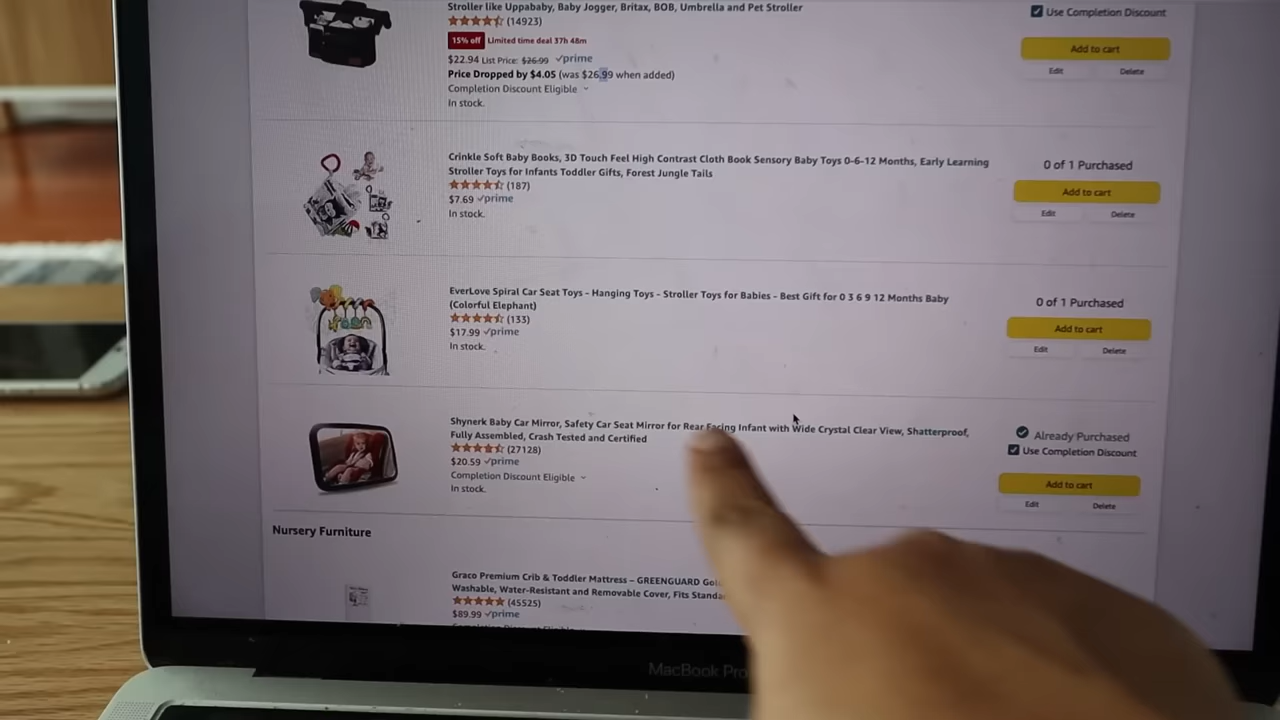 Stroller like Uppababy, Baby Jogger, Britax, BOB, Umbrella and Pet Stroller
(14923)
Use Completion Discount
15% off Limited time deal 37h 48m
$22.94 List Price: $26.99 prime
Add to cart
Price Dropped by $4.05 (was $26.99 when added)
Edit Delete
Completion Discount Eligible
In stock.
Crinkle Soft Baby Books, 3D Touch Feel High Contrast Cloth Book Sensory Baby Toys 0-6-12 Months, Early Learning
Stroller Toys for Infants Toddler Gifts, Forest Jungle Tails
0 of 1 Purchased
(187)
Add to cart
$7.69 prime
In stock.
Edit Delete
EverLove Spiral Car Seat Toys - Hanging Toys - Stroller Toys for Babies - Best Gift for 0 3 6 9 12 Months Baby
(Colorful Elephant)
0 of 1 Purchased
(133)
Add to cart
$17.99 prime
In stock.
Edit Delete
Shynerk Baby Car Mirror, Safety Car Seat Mirror for Rear Facing Infant with Wide Crystal Clear View, Shatterproof,
Fully Assembled, Crash Tested and Certified
Already Purchased
(27128)
Use Completion Discount
$20.59 prime
Completion Discount Eligible
Add to cart
In stock.
Edit Delete
Nursery Furniture
Graco Premium Crib & Toddler Mattress – GREENGUARD
Washable, Water-Resistant and Removable Cover, Fits
(45525)
$89.99 prime
MacBook